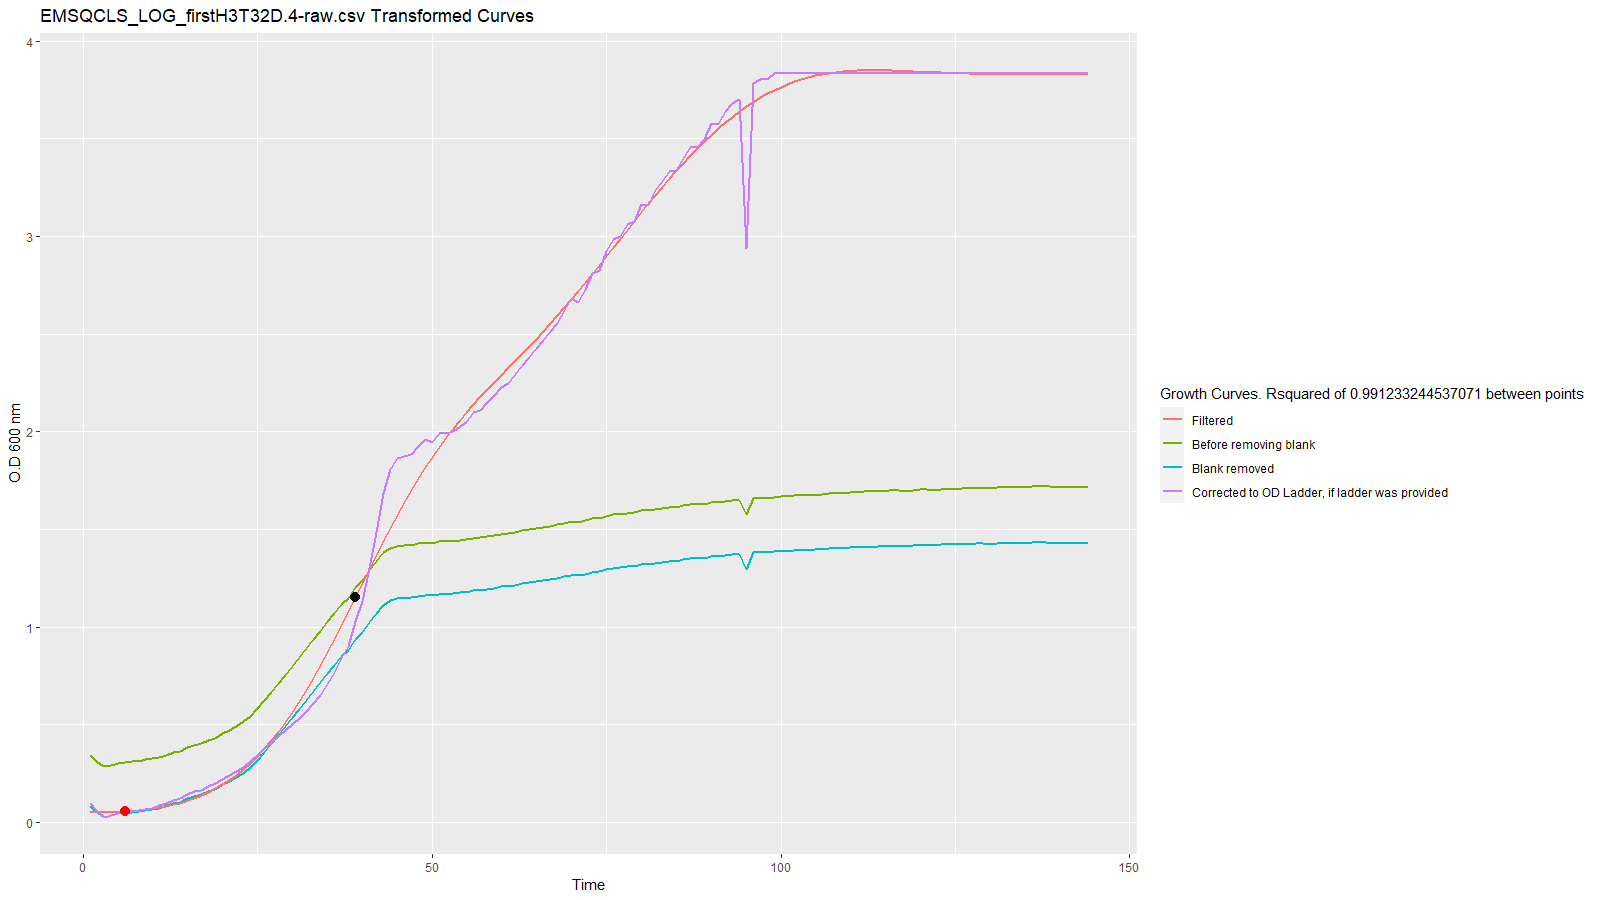 EMSQCLS_LOG_firstH3T32D.4-raw.csv Transformed Curves
4
3
2
1
0
O.D 600 nm
0
50
100
150
Time
Growth Curves. Rsquared of 0.991233244537071 between points
Filtered
Before removing blank
Blank removed
Corrected to OD Ladder, if ladder was provided